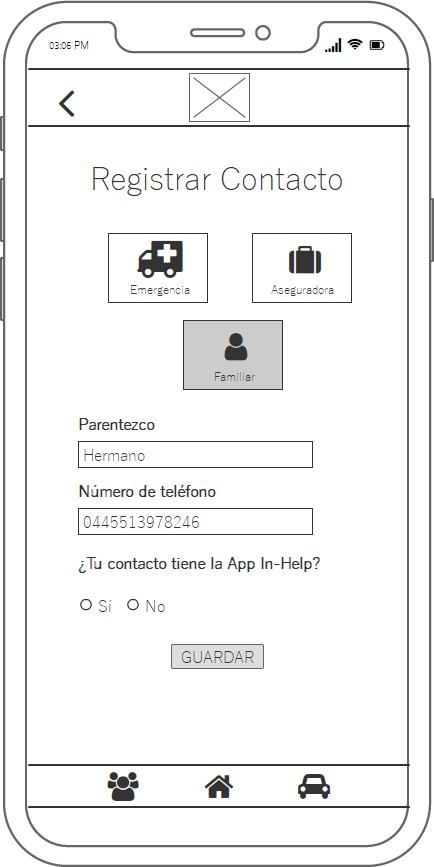 03:06 PM
Registrar Contacto
Emergencia
Aseguradora
Familiar
Parentezco
Hermano
Número de teléfono
0445513978246
¿Tu contacto tiene la App In-Help?
Sí No
GUARDAR